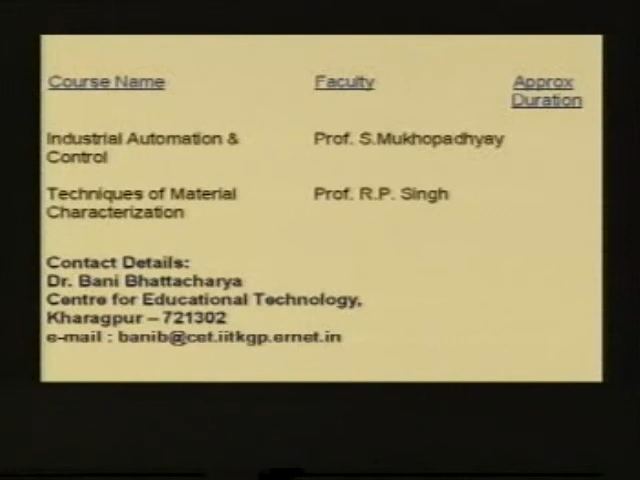 Course Name Faculty Approx
Duration
Industrial Automation & Prof. S.Mukhopadhyay
Control
Techniques of Material Prof. R.P. Singh
Characterization
Contact Details:
Dr. Bani Bhattacharya
Centre for Educational Technology,
Kharagpur – 721302
e-mail : banib@cet.iitkgp.ernet.in